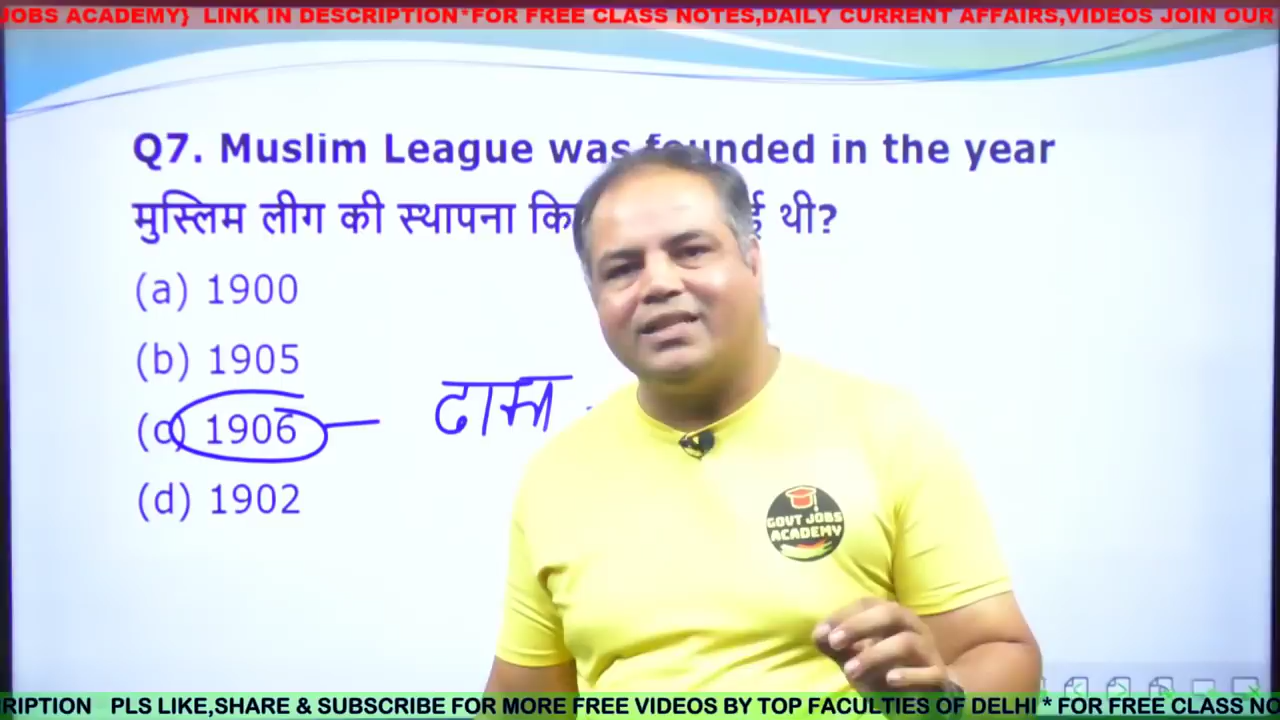 JOBS ACADEMY} LINK IN DESCRIPTION*FOR FREE CLASS NOTES,DAILY CURRENT AFFAIRS,VIDEOS JOIN OUR
Q7. Muslim League was founded in the year
मुस्लिम लीग की स्थापना थी?
(a) 1900
(b) 1905
(c) 1906
(d) 1902
GOVT JOBS
ACADEMY
RIPTION PLS LIKE,SHARE & SUBSCRIBE FOR MORE FREE VIDEOS BY TOP FACULTIES OF DELHI * FOR FREE CLASS NO